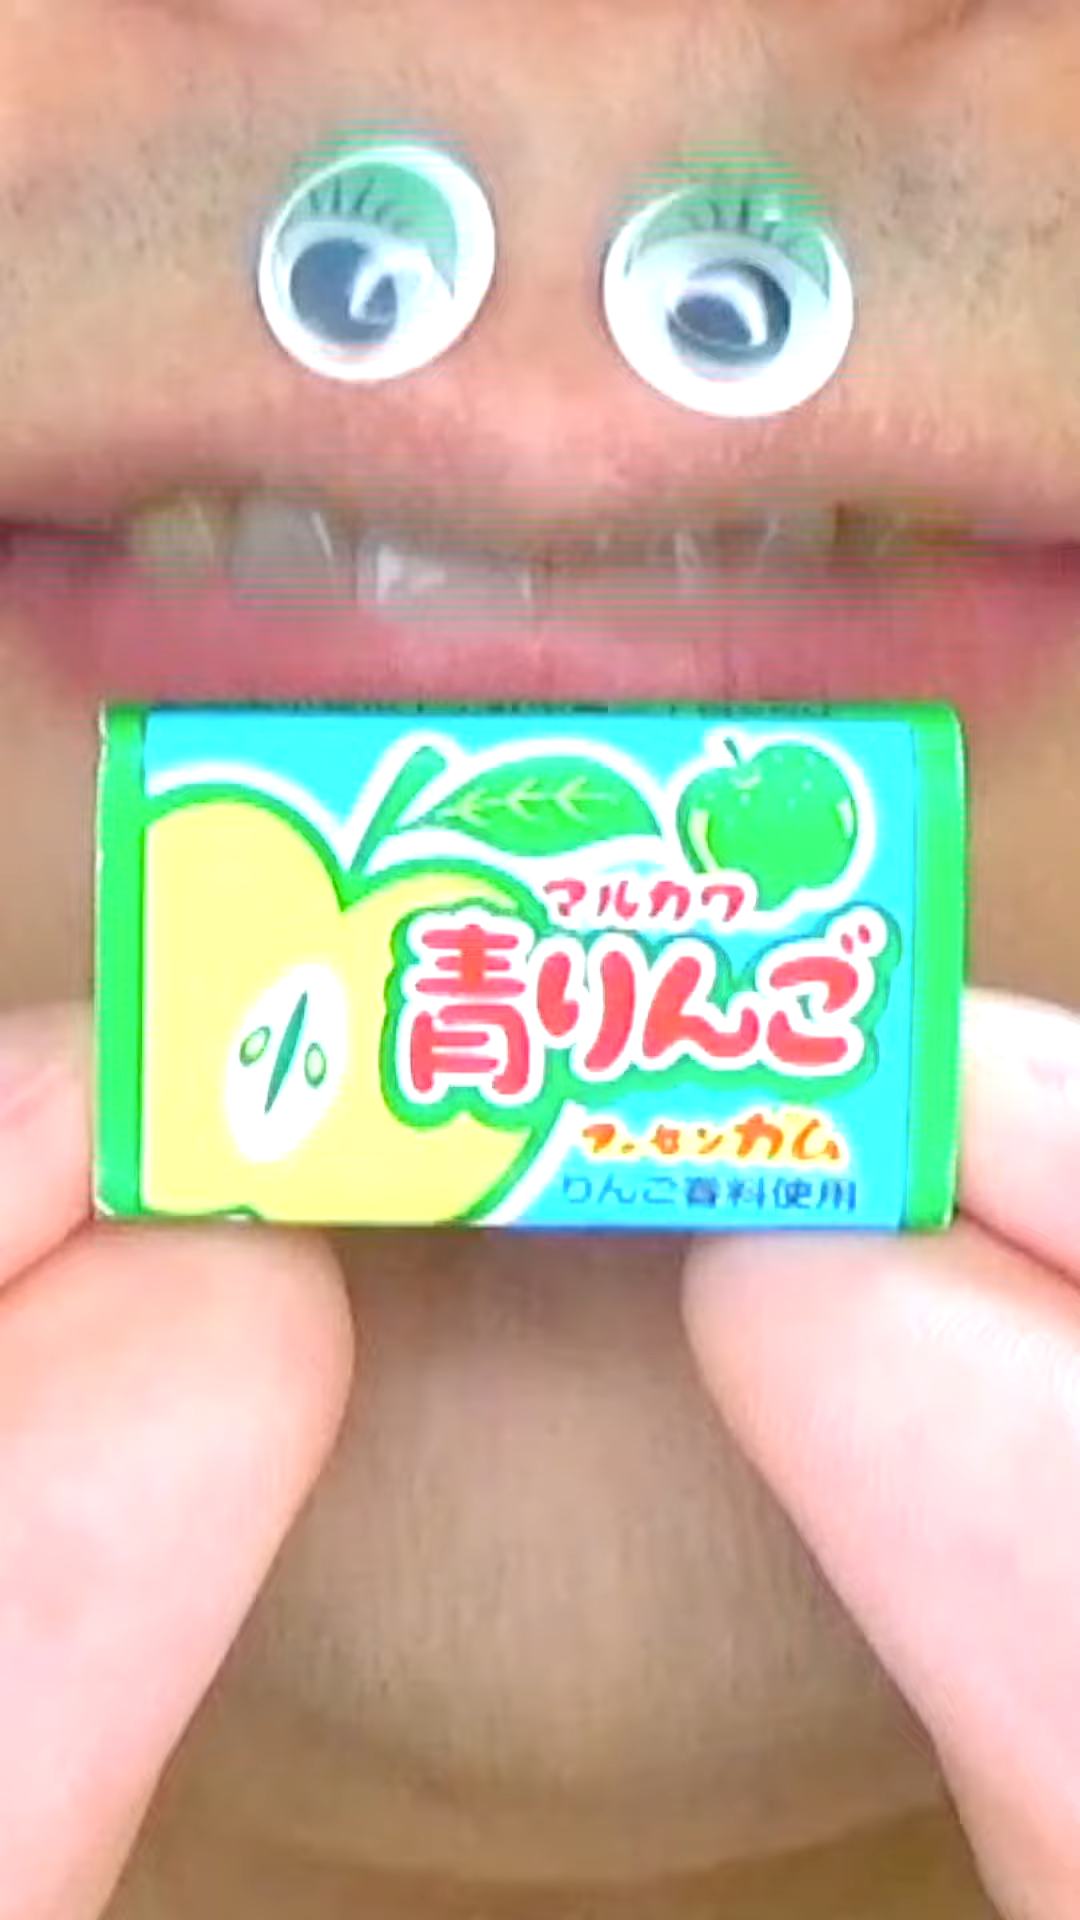 マルカワ
青りんご
フーセンガム
りんご香料使用